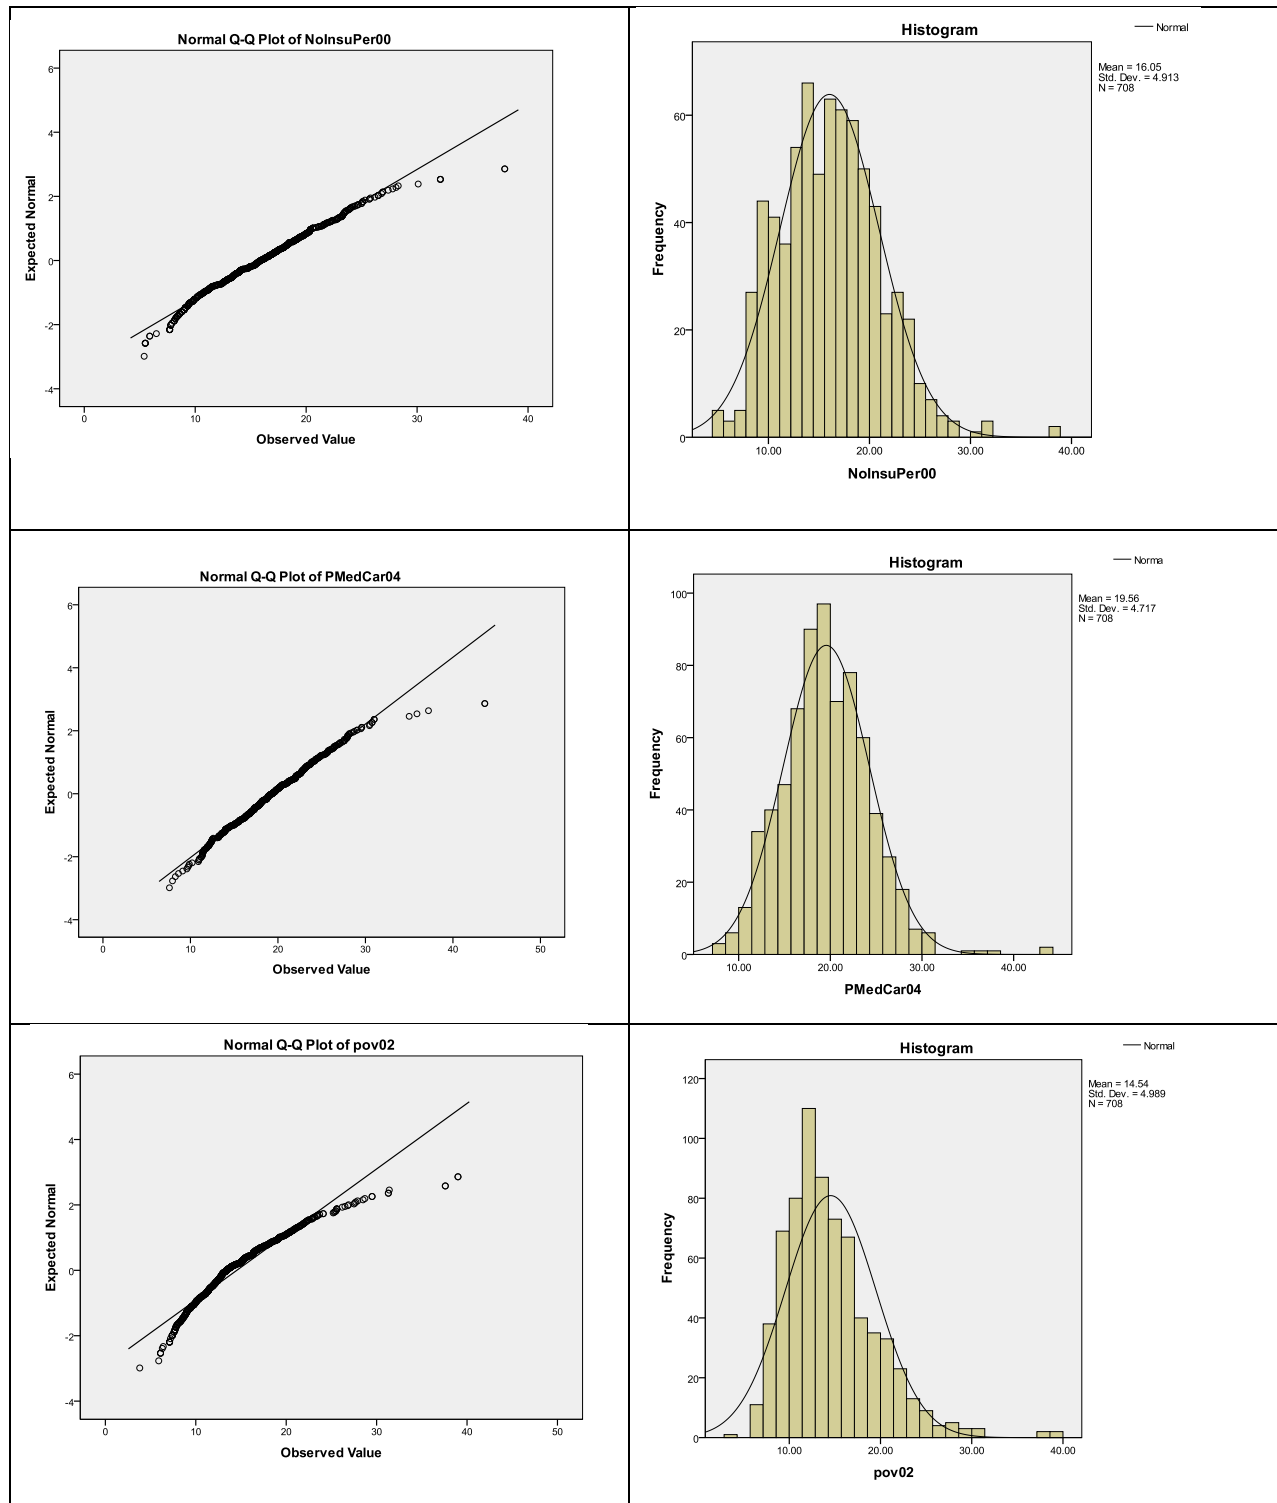 Normal Q-Q Plot of NoInsuPer00
6
4
2
0
-2
-4
Expected Normal
0 10 20 30 40
Observed Value
Histogram
Normal
Mean = 16.05
Std. Dev. = 4.913
N = 708
60
40
20
0
Frequency
10.00 20.00 30.00 40.00
NoInsuPer00
Normal Q-Q Plot of PMedCar04
6
4
2
0
-2
-4
Expected Normal
0 10 20 30 40 50
Observed Value
Histogram
Norma
Mean = 19.56
Std. Dev. = 4.717
N = 708
100
80
60
40
20
0
Frequency
10.00 20.00 30.00 40.00
PMedCar04
Normal Q-Q Plot of pov02
6
4
2
0
-2
-4
Expected Normal
0 10 20 30 40 50
Observed Value
Histogram
Normal
Mean = 14.54
Std. Dev. = 4.989
N = 708
120
100
80
60
40
20
0
Frequency
10.00 20.00 30.00 40.00
pov02